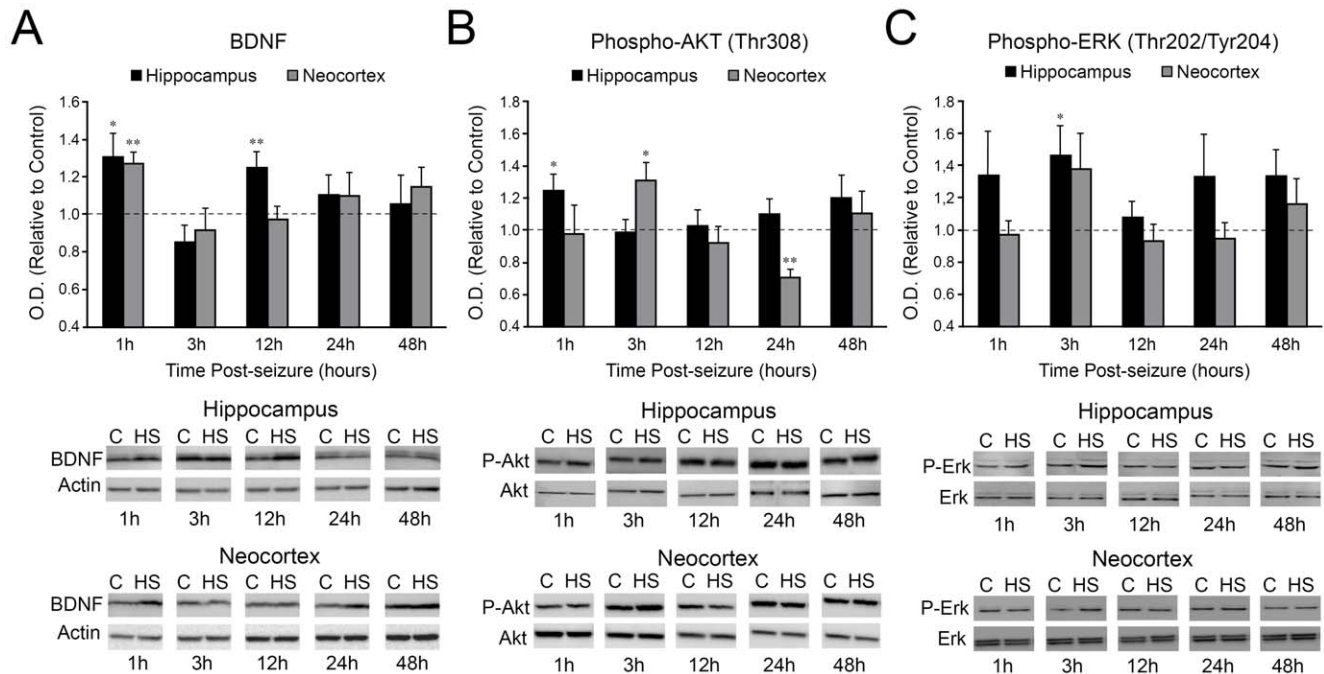 A
BDNF
Hippocampus Neocortex
O.D. (Relative to Control)
1.6
1.4
1.2
1.0
0.8
0.6
0.4
* ** **
1h 3h 12h 24h 48h
Time Post-seizure (hours)
Hippocampus
C HS C HS C HS C HS C HS
BDNF
Actin
1h 3h 12h 24h 48h
Neocortex
C HS C HS C HS C HS C HS
BDNF
Actin
1h 3h 12h 24h 48h
B
Phospho-AKT (Thr308)
Hippocampus Neocortex
O.D. (Relative to Control)
1.8
1.6
1.4
1.2
1.0
0.8
0.6
0.4
* * **
1h 3h 12h 24h 48h
Time Post-seizure (hours)
Hippocampus
C HS C HS C HS C HS C HS
P-Akt
Akt
1h 3h 12h 24h 48h
Neocortex
C HS C HS C HS C HS C HS
P-Akt
Akt
1h 3h 12h 24h 48h
C
Phospho-ERK (Thr202/Tyr204)
Hippocampus Neocortex
O.D. (Relative to Control)
1.8
1.6
1.4
1.2
1.0
0.8
0.6
0.4
*
1h 3h 12h 24h 48h
Time Post-seizure (hours)
Hippocampus
C HS C HS C HS C HS C HS
P-Erk
Erk
1h 3h 12h 24h 48h
Neocortex
C HS C HS C HS C HS C HS
P-Erk
Erk
1h 3h 12h 24h 48h